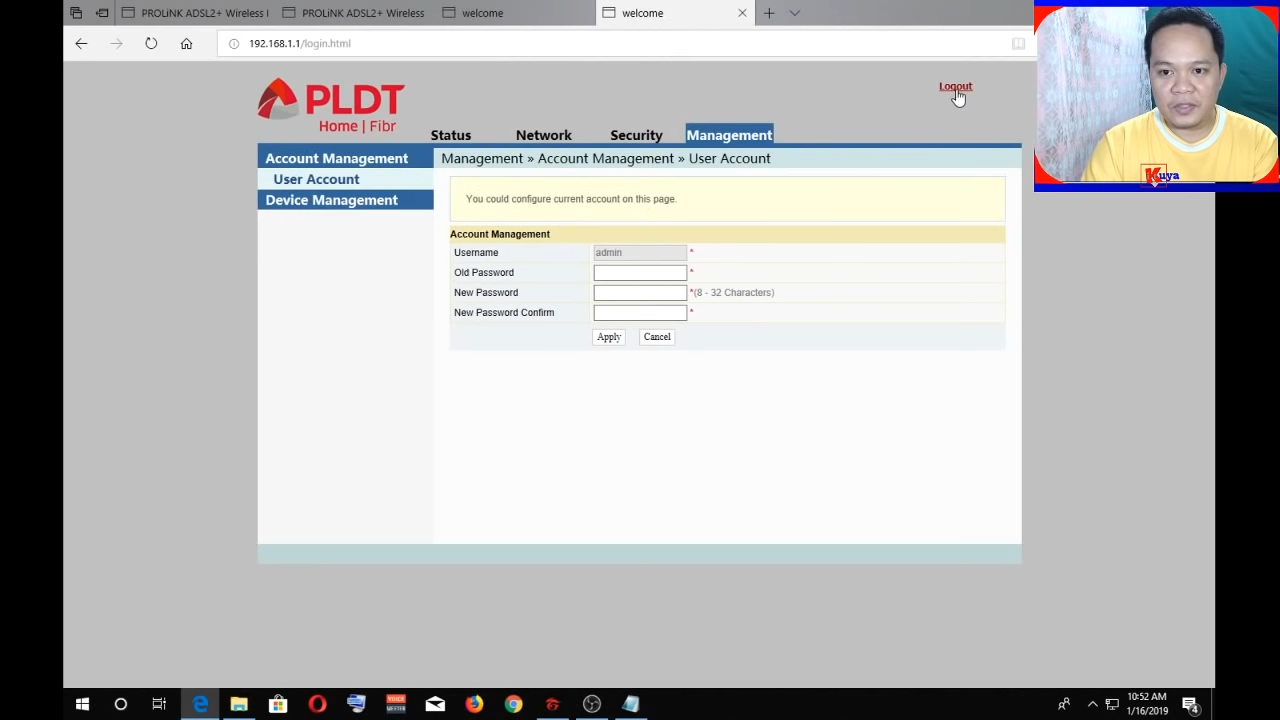 PROLiNK ADSL2+ Wireless I
PROLiNK ADSL2+ Wireless
welcome
welcome
192.168.1.1/login.html
PLDT
Home | Fibr
Logout
Status
Network
Security
Management
Account Management
User Account
Device Management
Management » Account Management » User Account
You could configure current account on this page.
Account Management
Username
admin
*
Old Password
*
New Password
*(8 - 32 Characters)
New Password Confirm
*
Apply
Cancel
Kuya
10:52 AM
1/16/2019
4